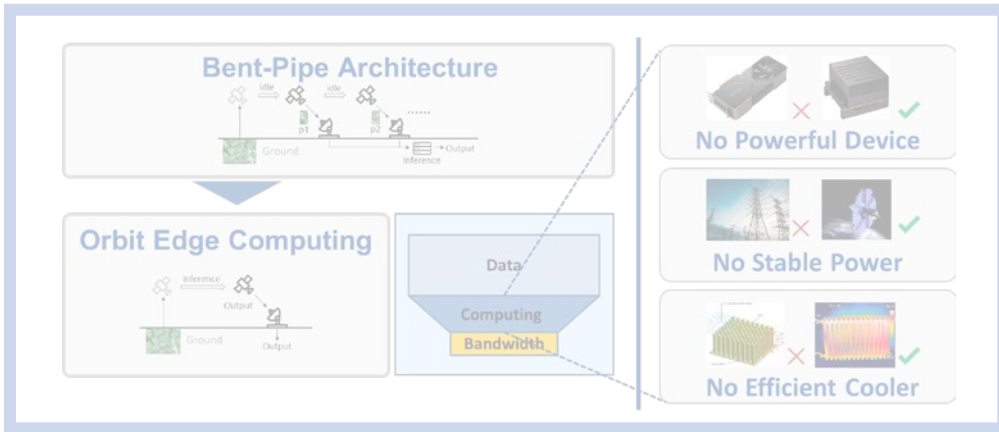 Bent-Pipe Architecture
idle
idle
p1
p2
......
Ground
Inference
Output
Orbit Edge Computing
Inference
Output
Ground
Output
Data
Computing
Bandwidth
No Powerful Device
No Stable Power
No Efficient Cooler